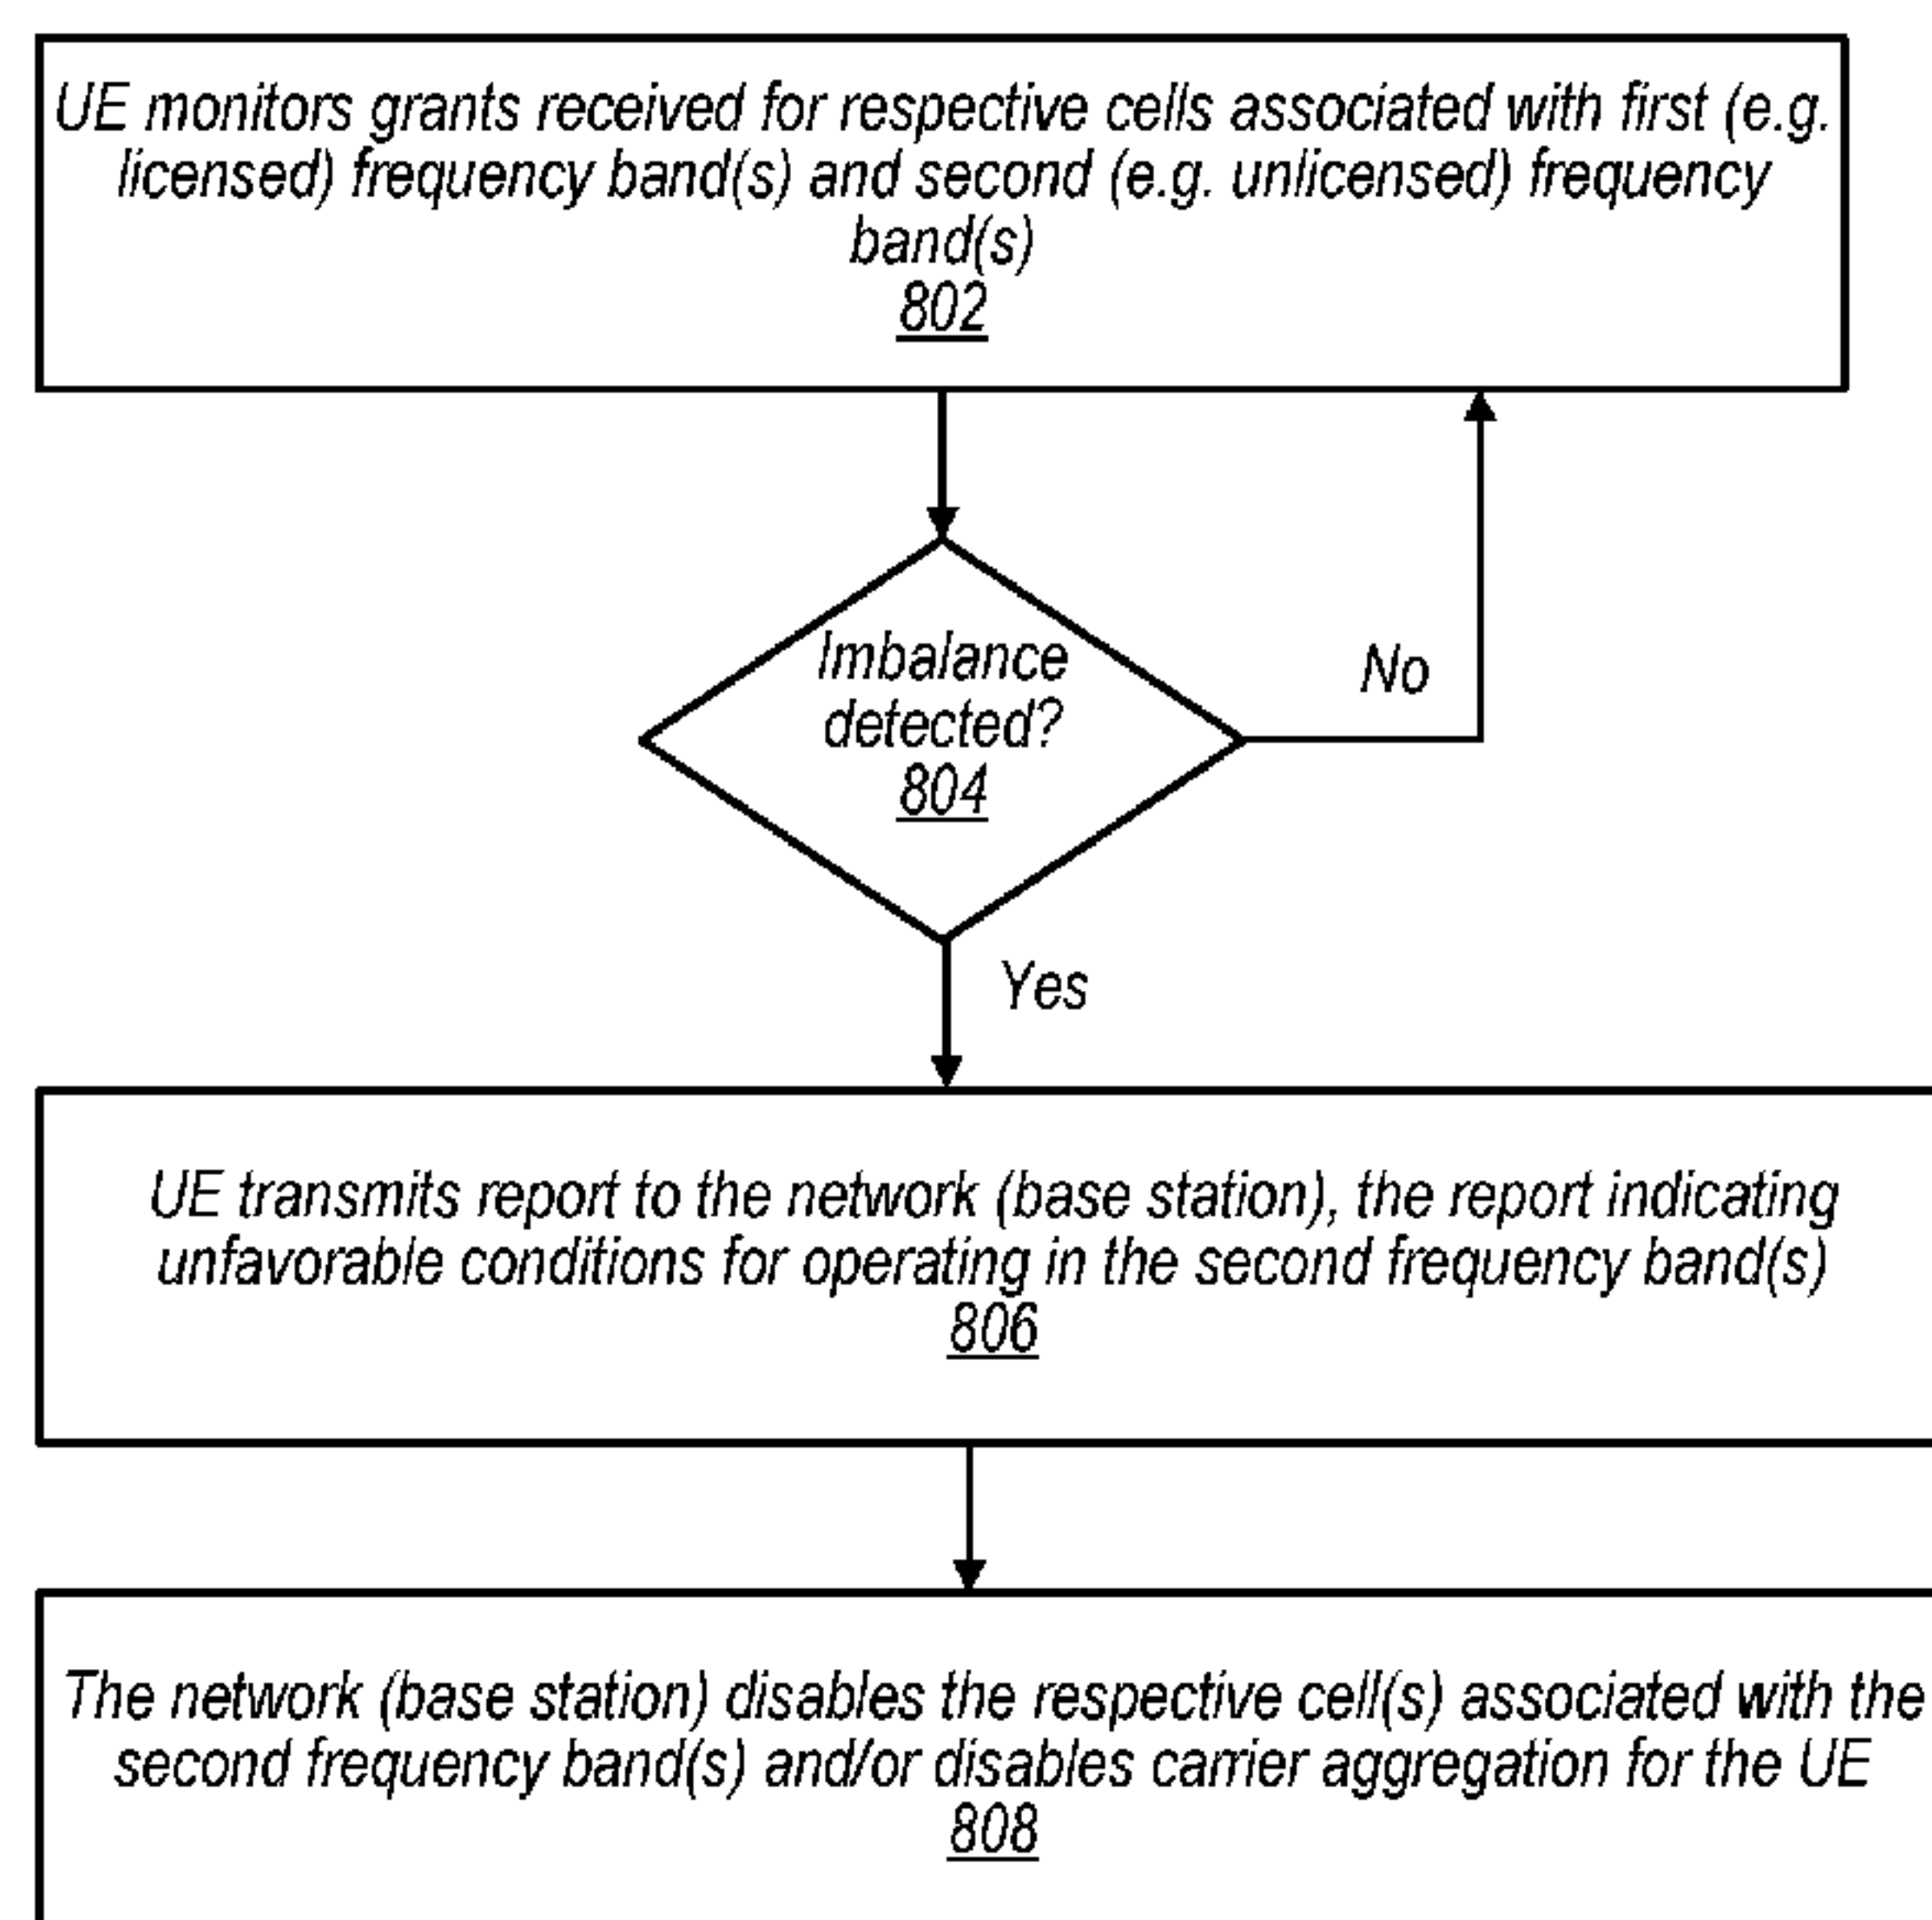 UE monitors grants received for respective cells associated with first (e.g.
licensed) frequency band(s) and second (e.g. unlicensed) frequency
band(s)
802
Imbalance
detected?
804
No
Yes
UE transmits report to the network (base station), the report indicating
unfavorable conditions for operating in the second frequency band(s)
806
The network (base station) disables the respective cell(s) associated with the
second frequency band(s) and/or disables carrier aggregation for the UE
808